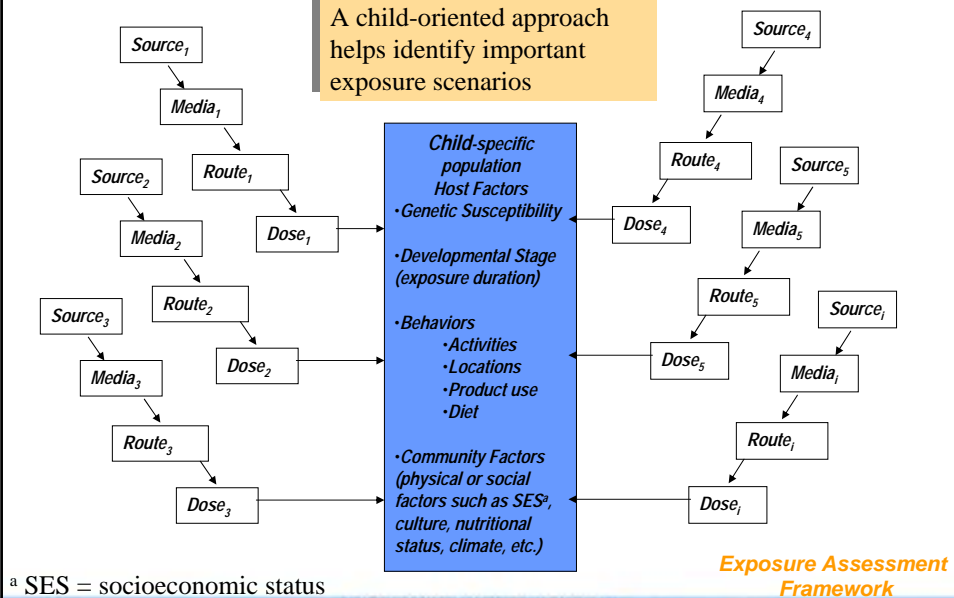 A child-oriented approach
helps identify important
exposure scenarios
Source₁
Media₁
Route₁
Dose₁
Source₂
Media₂
Route₂
Dose₂
Source₃
Media₃
Route₃
Dose₃
Child-specific
population
Host Factors
•Genetic Susceptibility
•Developmental Stage
(exposure duration)
•Behaviors
•Activities
•Locations
•Product use
•Diet
•Community Factors
(physical or social
factors such as SESᵃ,
culture, nutritional
status, climate, etc.)
Source₄
Media₄
Route₄
Dose₄
Source₅
Media₅
Route₅
Dose₅
Sourceᵢ
Mediaᵢ
Routeᵢ
Doseᵢ
ᵃ SES = socioeconomic status
Exposure Assessment
Framework